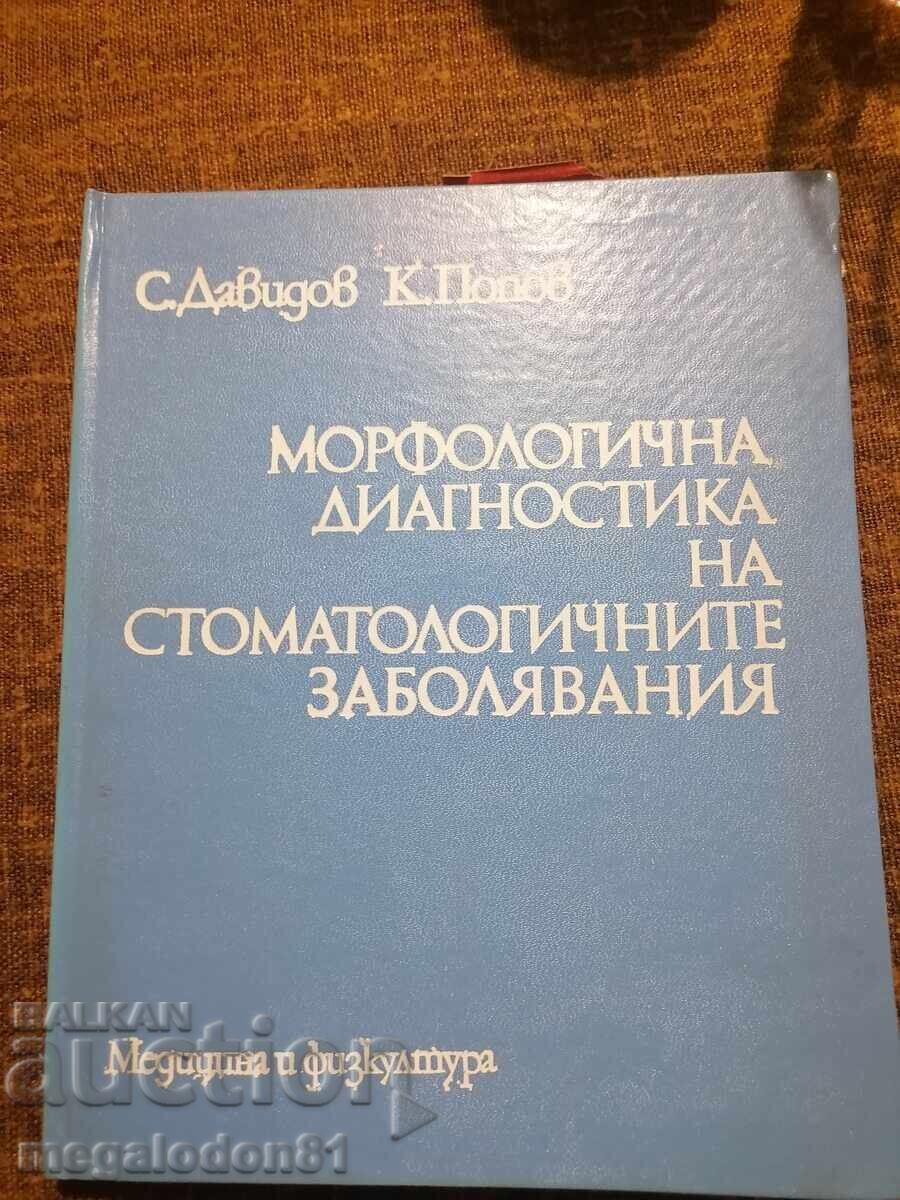 С. Давидов К. Попов
МОРФОЛОГИЧНА
ДИАГНОСТИКА
НА
СТОМАТОЛОГИЧНИТЕ
ЗАБОЛЯВАНИЯ
BALKAN
auction
Медицина и физкултура
megalodon81